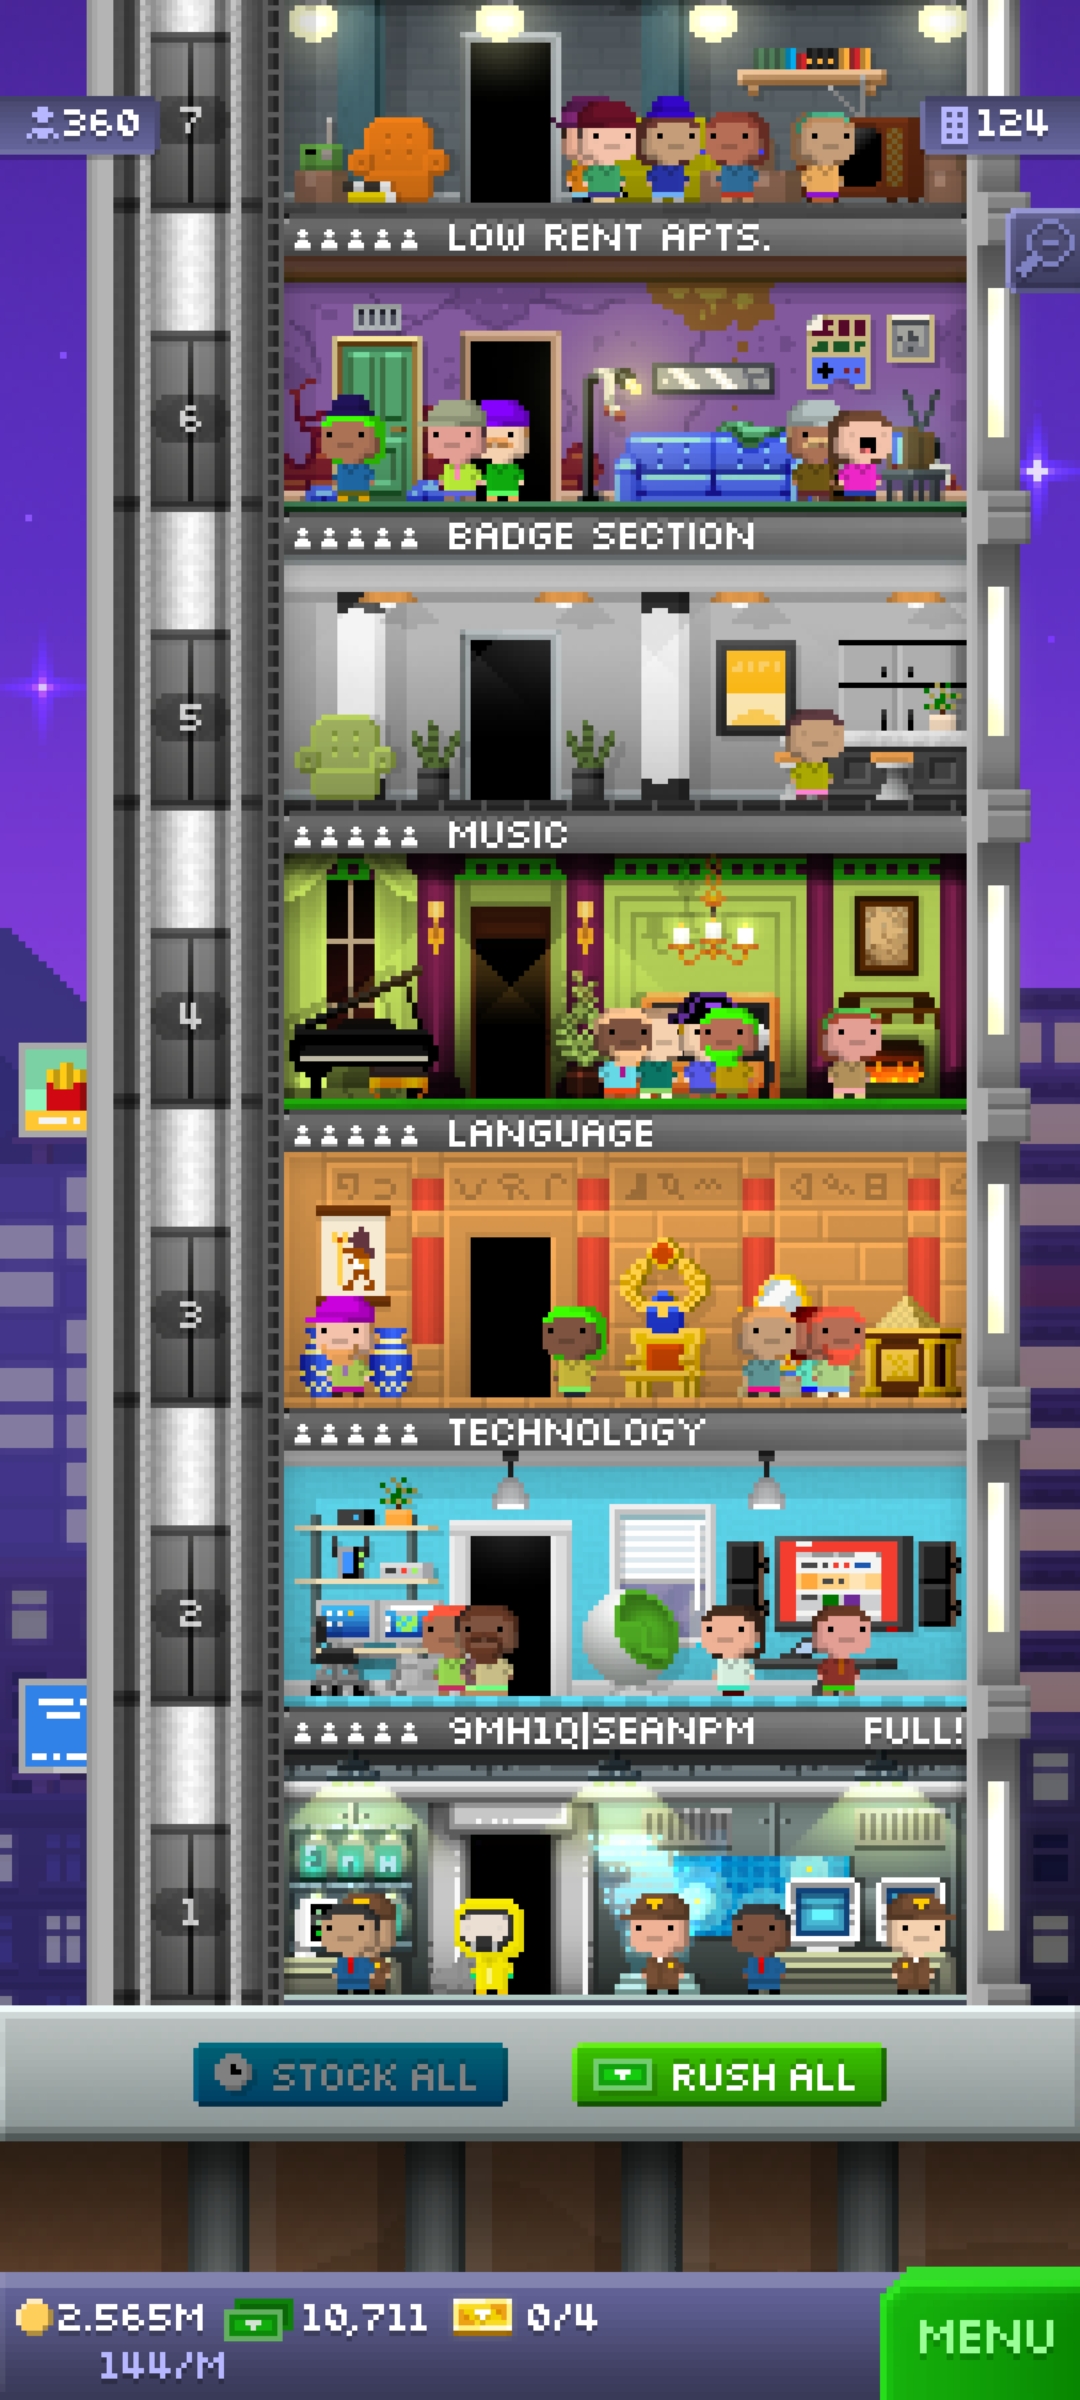 7
360
124
LOW RENT APTS.
6
BADGE SECTION
5
MUSIC
4
LANGUAGE
3
TECHNOLOGY
2
9MH1Q|SEANPM FULL!
1
STOCK ALL
RUSH ALL
2.565M 10,711 0/4
144/M
MENU